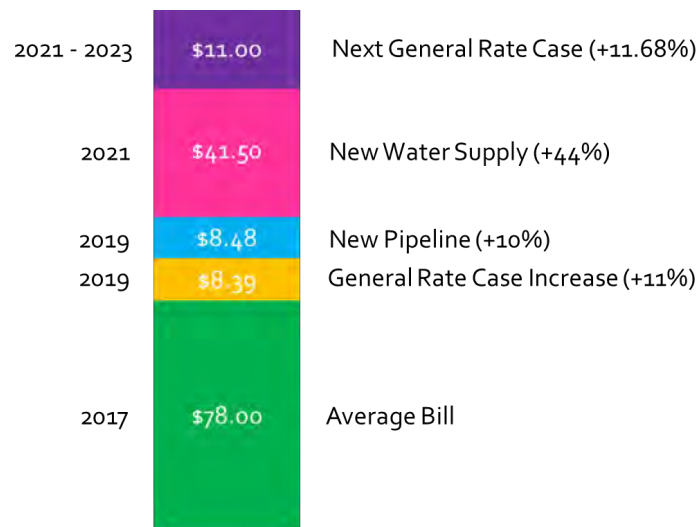 2021 - 2023 $11.00 Next General Rate Case (+11.68%)
2021 $41.50 New Water Supply (+44%)
2019 $8.48 New Pipeline (+10%)
2019 $8.39 General Rate Case Increase (+11%)
2017 $78.00 Average Bill